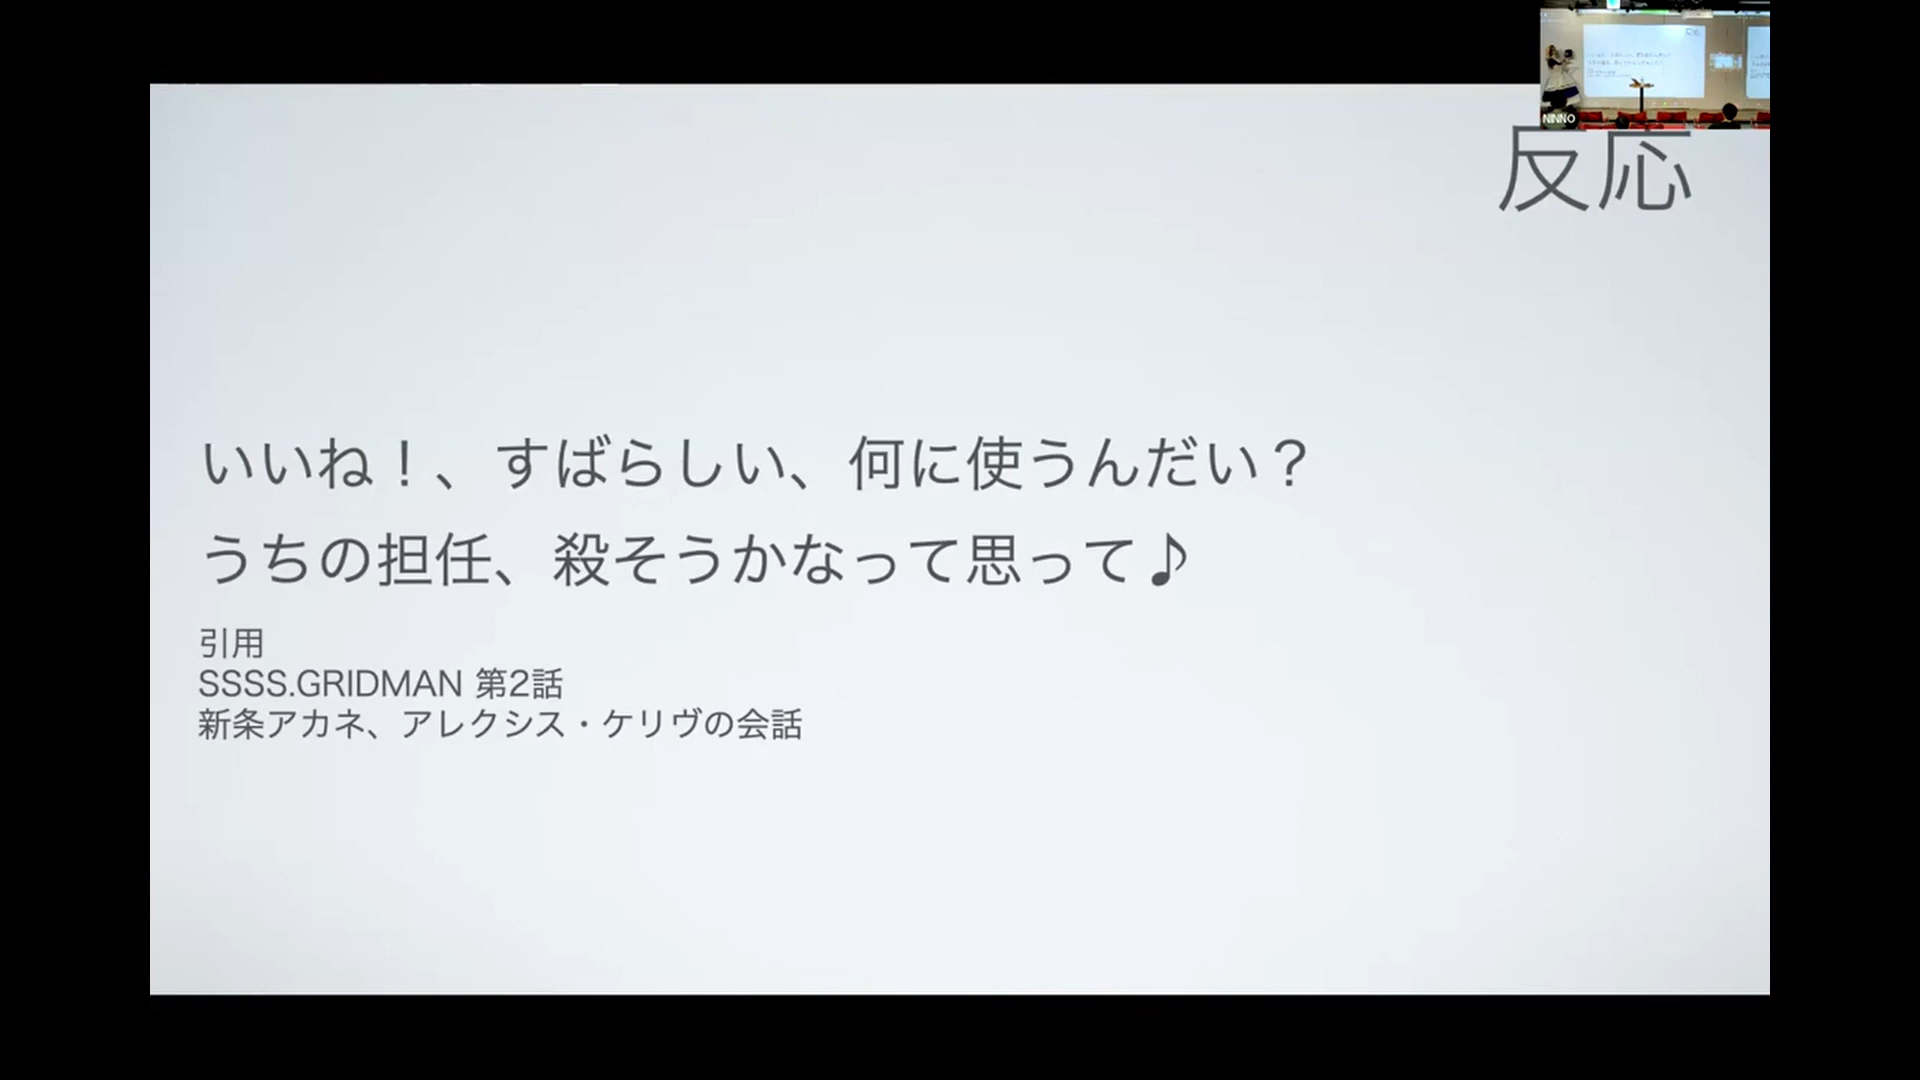 NINNO
反応
いいね！、すばらしい、何に使うんだい？
うちの担任、殺そうかなって思って♪
引用
SSSS.GRIDMAN 第2話
新条アカネ、アレクシス・ケリヴの会話